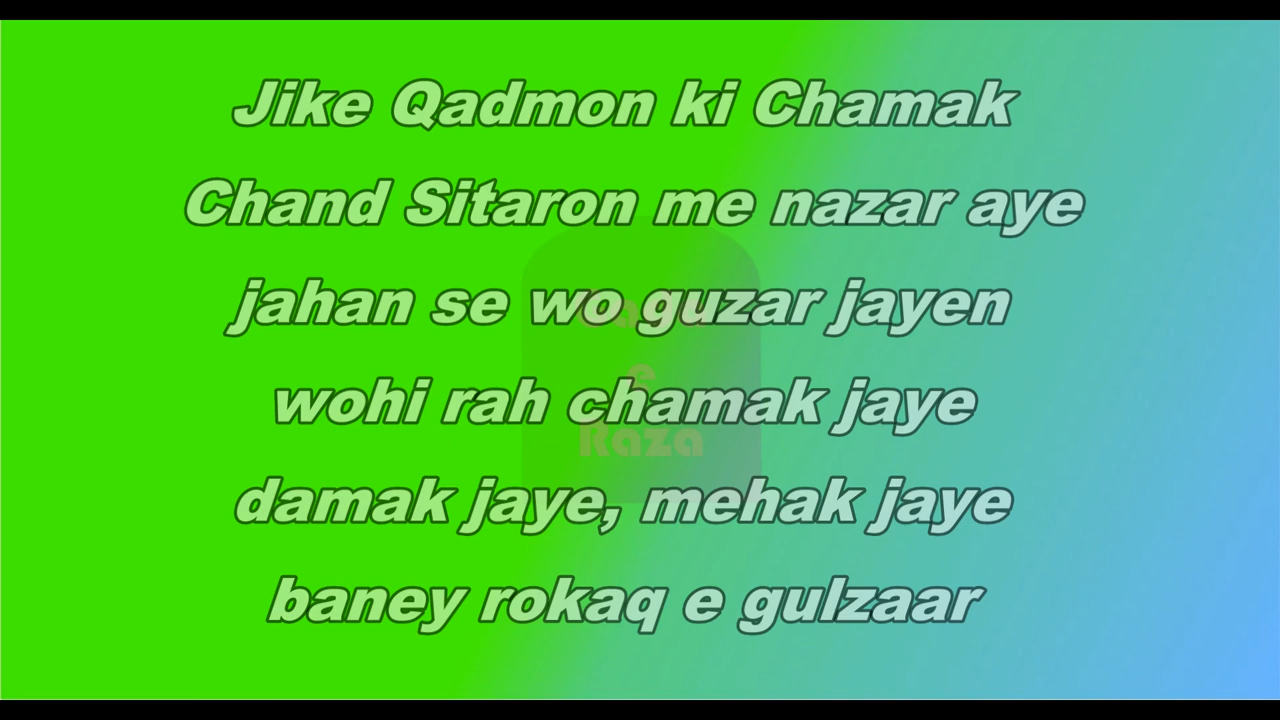 Jike Qadmon ki Chamak
Chand Sitaron me nazar aye
jahan se wo guzar jayen
wohi rah chamak jaye
damak jaye, mehak jaye
baney rokaq e gulzaar
e
Raza